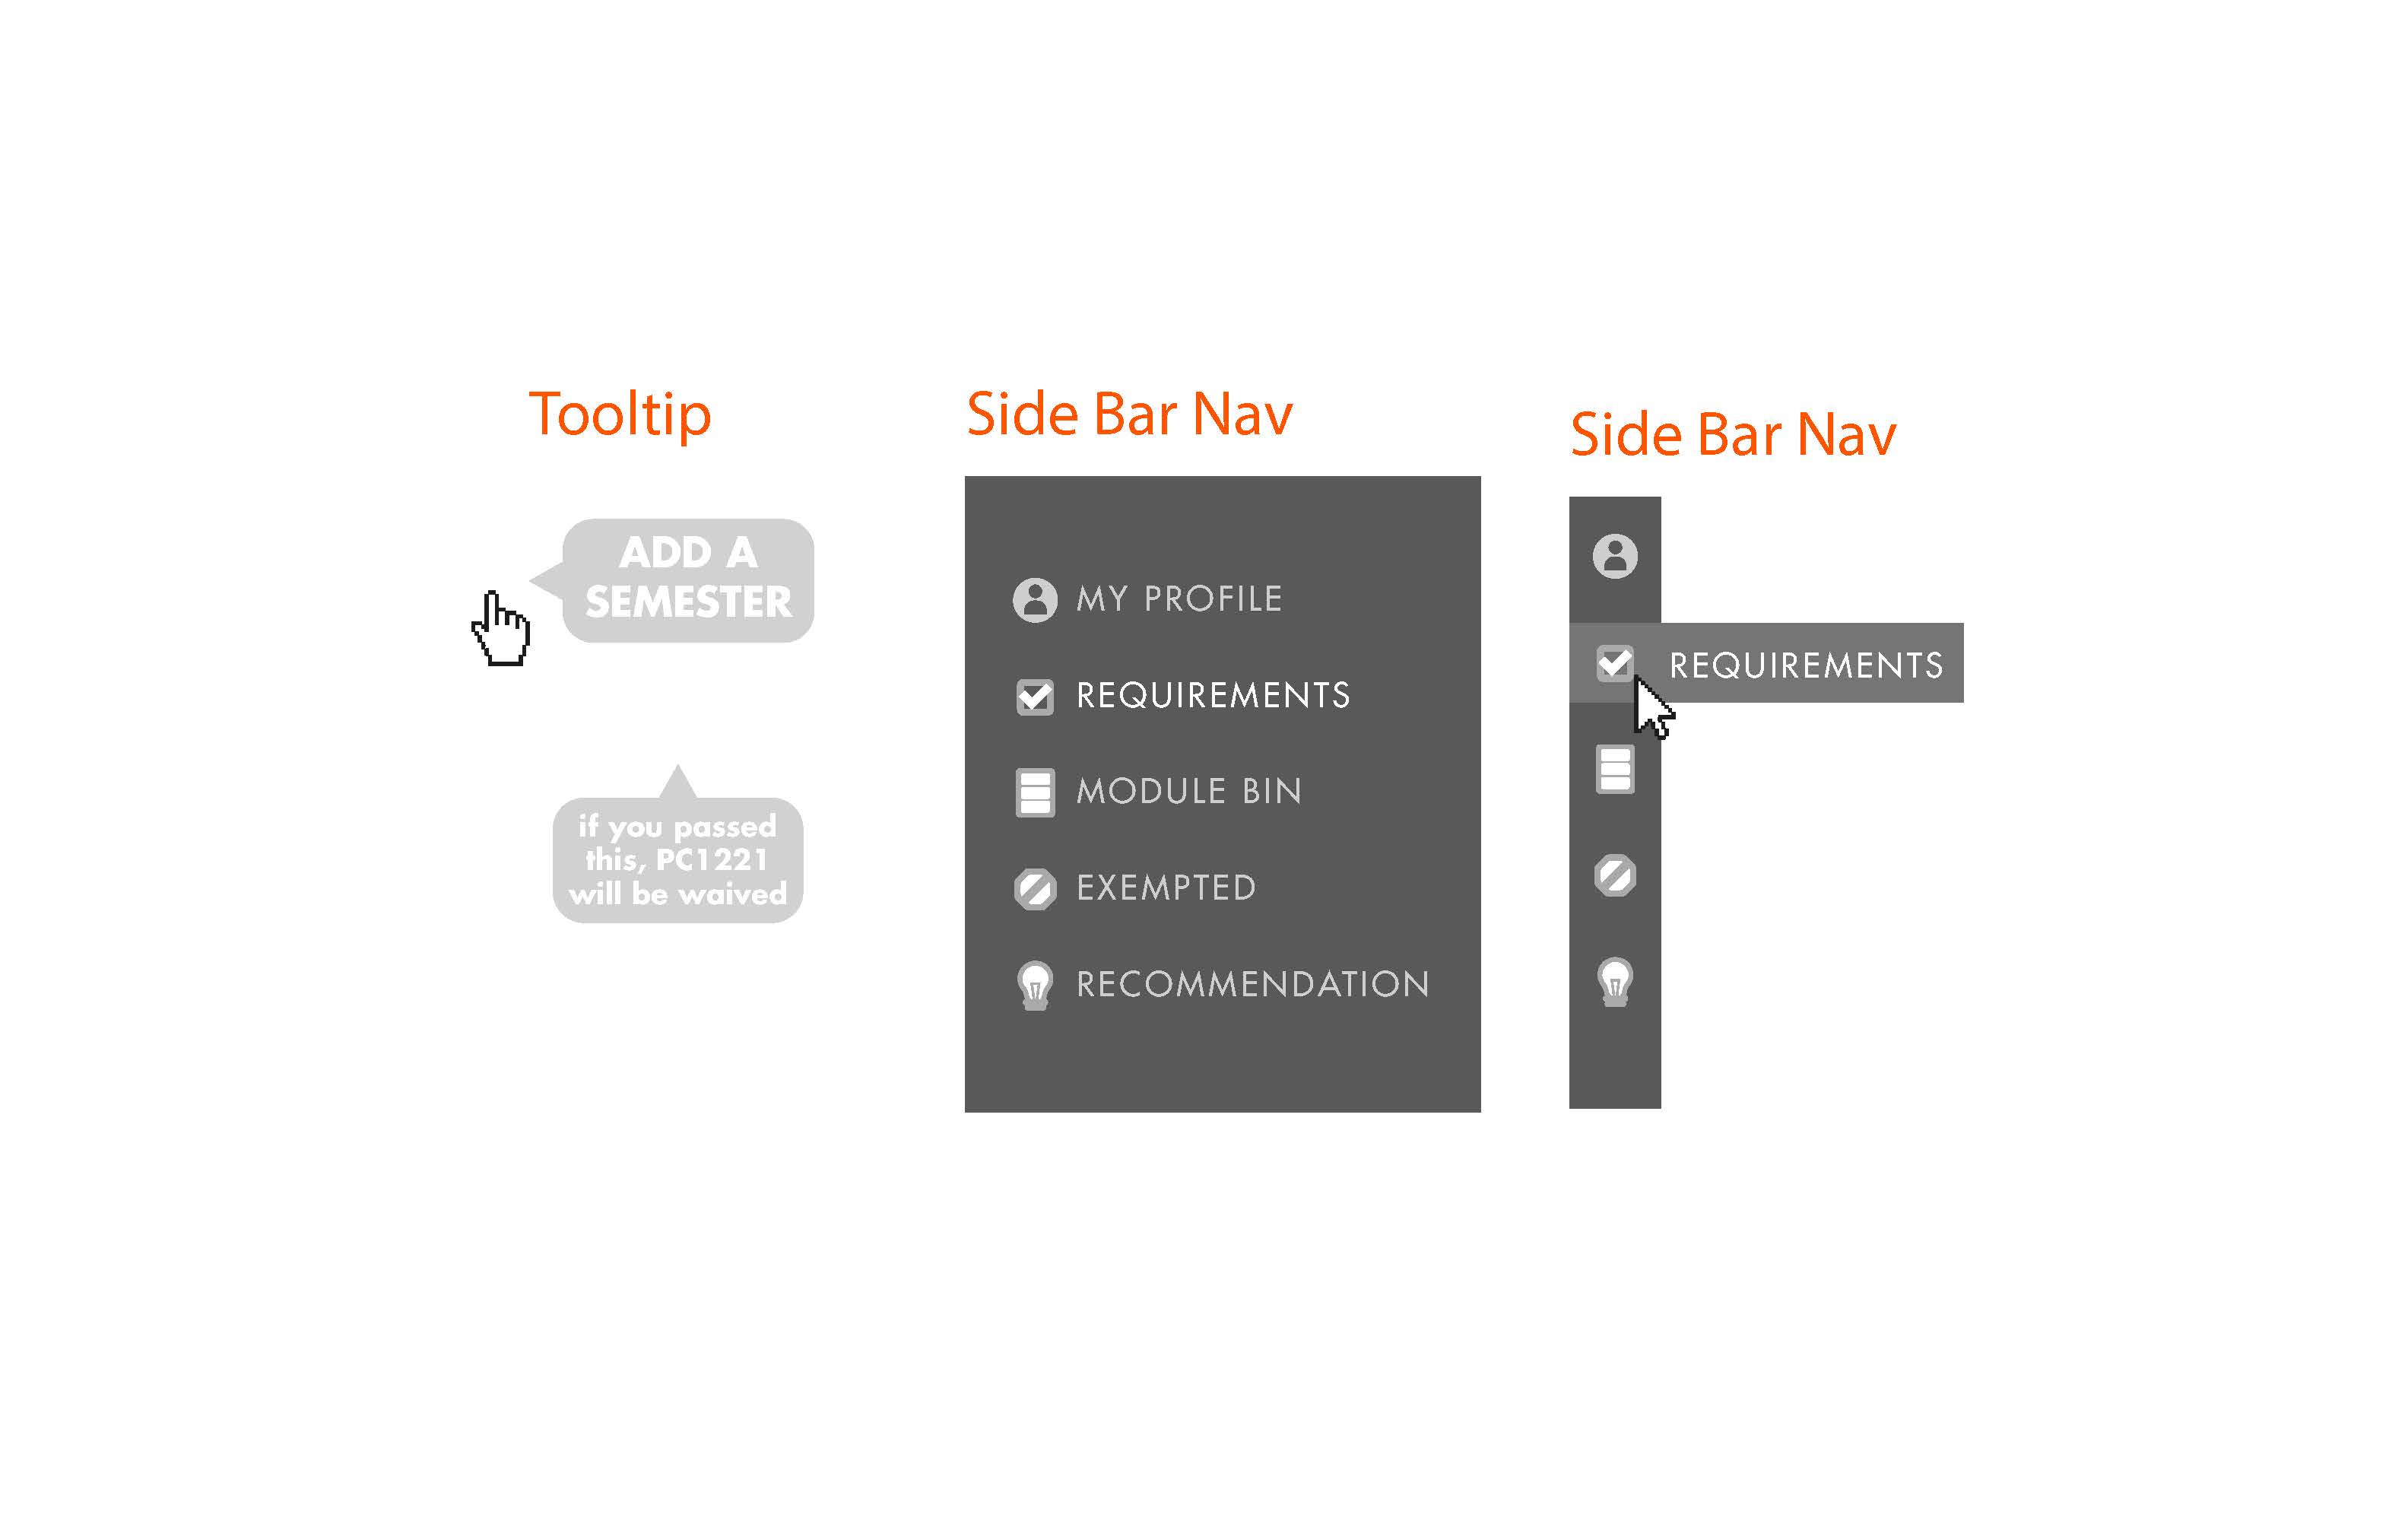 Tooltip
ADD A
SEMESTER
if you passed
this, PC1221
will be waived
Side Bar Nav
MY PROFILE
REQUIREMENTS
MODULE BIN
EXEMPTED
RECOMMENDATION
Side Bar Nav
REQUIREMENTS